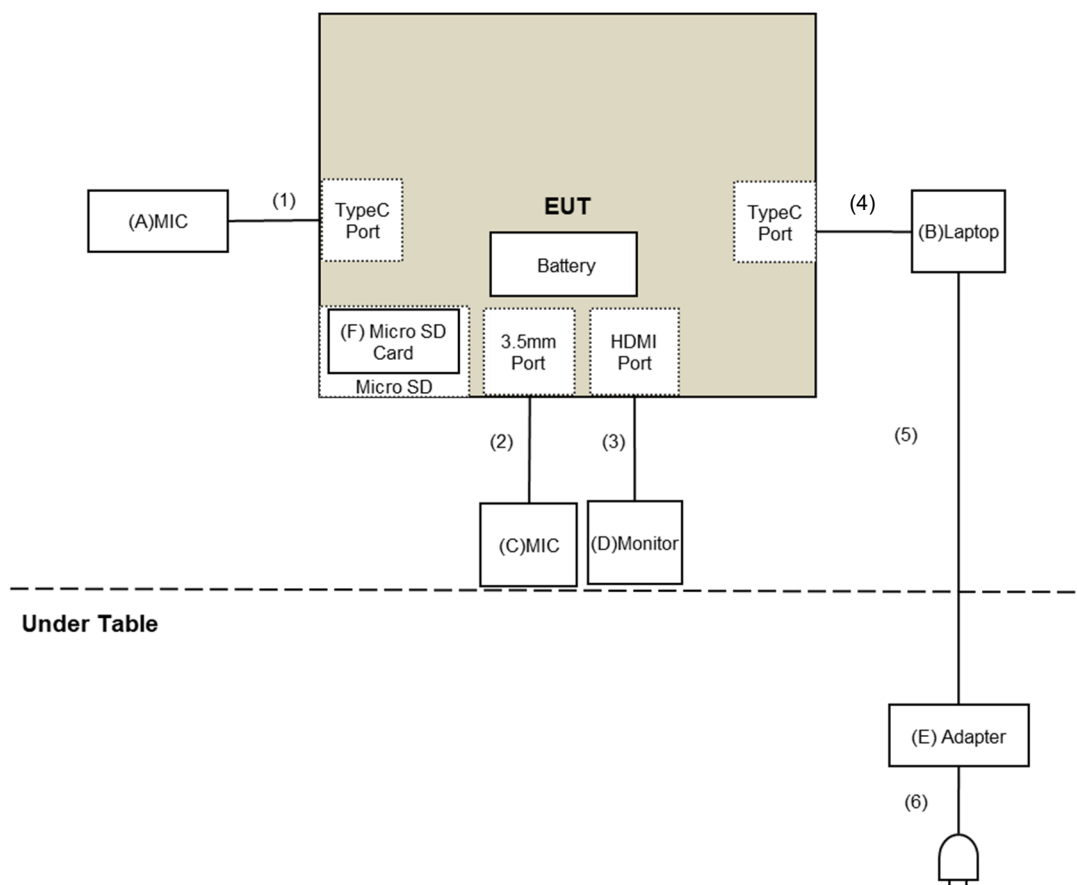 (A)MIC
(1)
TypeC
Port
EUT
Battery
TypeC
Port
(4)
(B)Laptop
(F) Micro SD
Card
Micro SD
3.5mm
Port
HDMI
Port
(2)
(3)
(5)
(C)MIC
(D)Monitor
Under Table
(E) Adapter
(6)